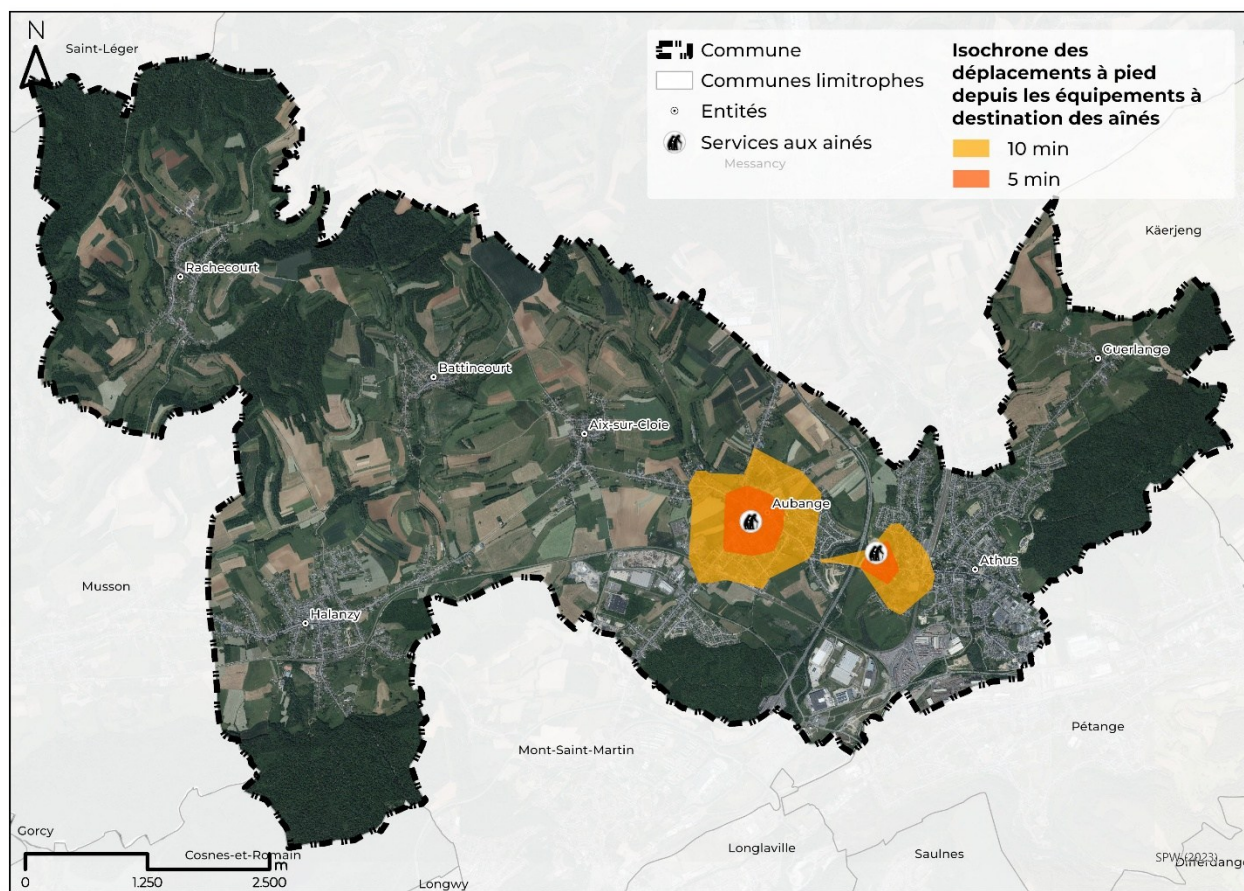 N
Saint-Léger
Commune
Communes limitrophes
Entités
Services aux ainés
Messancy
Isochrone des
déplacements à pied
depuis les équipements à
destination des aînés
10 min
5 min
Käerjeng
Rachecourt
Guerlange
Battincourt
Aix-sur-Cloie
Aubange
Athus
Musson
Halanzy
Pétange
Mont-Saint-Martin
Gorcy
Cosnes-et-Romain
Longlaville
Saulnes
SPW (2023)
Differdange
m
0 1.250 2.500
Longwy